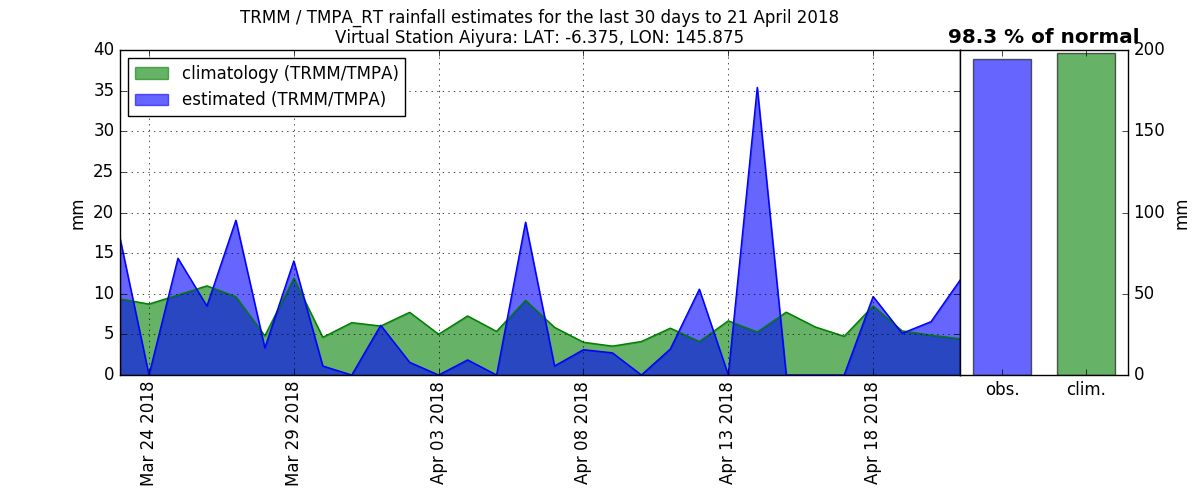 TRMM / TMPA_RT rainfall estimates for the last 30 days to 21 April 2018
Virtual Station Aiyura: LAT: -6.375, LON: 145.875
98.3 % of normal
climatology (TRMM/TMPA)
estimated (TRMM/TMPA)
mm
40
35
30
25
20
15
10
5
0
Mar 24 2018
Mar 29 2018
Apr 03 2018
Apr 08 2018
Apr 13 2018
Apr 18 2018
obs.
clim.
200
150
100
50
0
mm